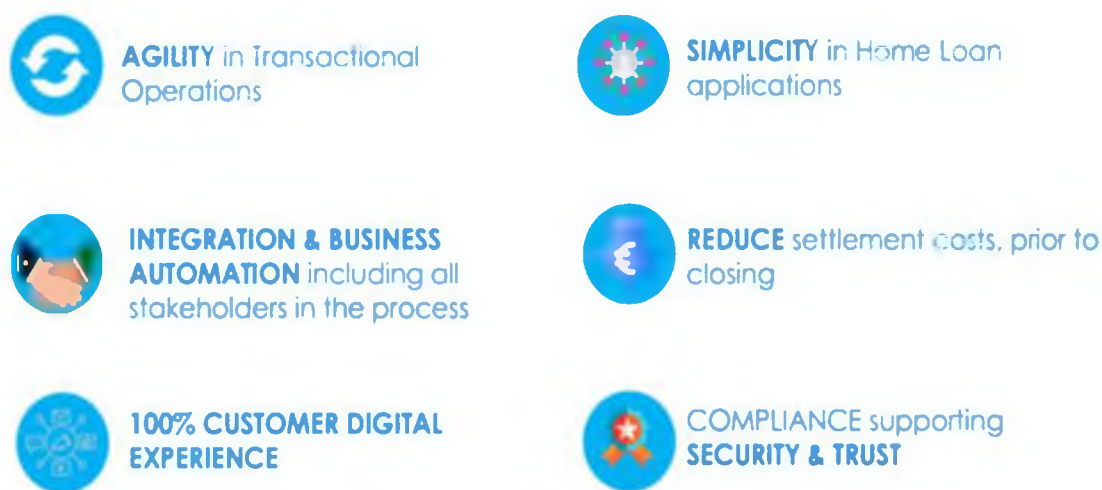 AGILITY in Transactional
Operations
SIMPLICITY in Home Loan
applications
INTEGRATION & BUSINESS
AUTOMATION including all
stakeholders in the process
REDUCE settlement costs, prior to
closing
100% CUSTOMER DIGITAL
EXPERIENCE
COMPLIANCE supporting
SECURITY & TRUST